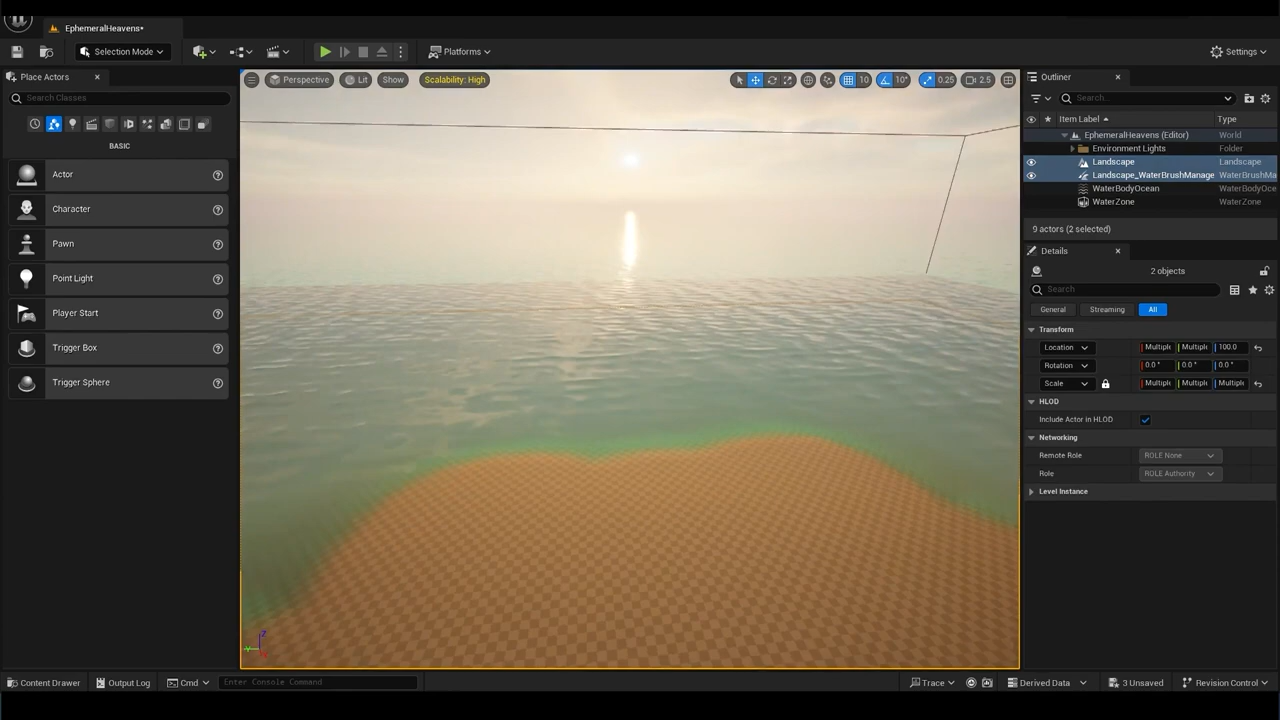 EphemeralHeavens*
Selection Mode
Platforms
Settings
Place Actors
Search Classes
BASIC
Actor
Character
Pawn
Point Light
Player Start
Trigger Box
Trigger Sphere
Perspective Lit Show Scalability: High
10 10° 0.25 2.5
Outliner
Search...
Item Label Type
EphemeralHeavens (Editor) World
Environment Lights Folder
Landscape Landscape
Landscape_WaterBrushManage WaterBrushMa
WaterBodyOcean WaterBodyOce
WaterZone WaterZone
9 actors (2 selected)
Details
2 objects
Search
General Streaming All
Transform
Location Multiple Multiple 100.0
Rotation 0.0 ° 0.0 ° 0.0 °
Scale Multiple Multiple Multiple
HLOD
Include Actor in HLOD
Networking
Remote Role ROLE None
Role ROLE Authority
Level Instance
Z
Content Drawer Output Log Cmd Enter Console Command Trace Derived Data 3 Unsaved Revision Control